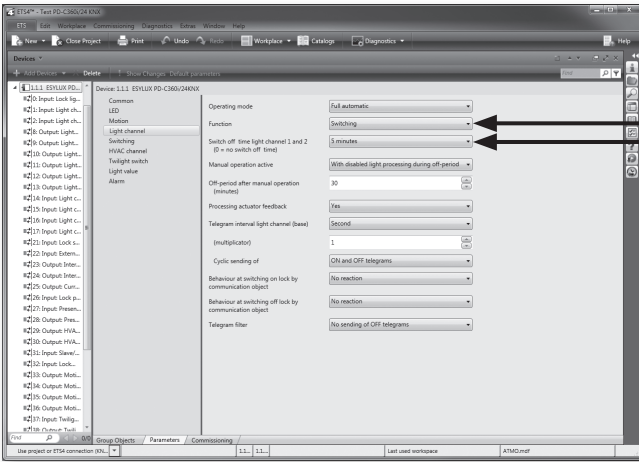 ETS4™ - Test PD-C360i/24 KNX
ETS Edit Workplace Commissioning Diagnostics Extras Window Help
New Close Project Print Undo Redo Workplace Catalogs Diagnostics Help
Devices
Add Devices Delete Show Changes Default parameters Find
1.1.1 ESYLUX PD...
0: Input: Lock lig...
1: Input: Light ch...
2: Input: Light ch...
8: Output: Light...
9: Output: Light...
10: Output: Light...
11: Output: Light...
12: Output: Light...
13: Output: Light...
14: Input: Light c...
15: Input: Light c...
16: Input: Light c...
17: Input: Light c...
21: Input: Lock s...
22: Input: Extern...
23: Output: Inter...
24: Output: Inter...
25: Output: Curr...
26: Input: Lock p...
27: Input: Presen...
28: Output: Pres...
29: Output: HVA...
30: Output: HVA...
31: Input: Slave/...
32: Input: Lock...
33: Output: Moti...
34: Output: Moti...
35: Output: Moti...
36: Output: Moti...
37: Input: Twilig...
38: Output: Twili...
Find 0/0
Device: 1.1.1 ESYLUX PD-C360i/24KNX
Common
LED
Motion
Light channel
Switching
HVAC channel
Twilight switch
Light value
Alarm
Operating mode Full automatic
Function Switching
Switch off time light channel 1 and 2 5 minutes
(0 = no switch off time)
Manual operation active With disabled light processing during off-period
Off-period after manual operation 30
(minutes)
Processing actuator feedback Yes
Telegram interval light channel (base) Second
(multiplicator) 1
Cyclic sending of ON and OFF telegrams
Behaviour at switching on lock by No reaction
communication object
Behaviour at switching off lock by No reaction
communication object
Telegram filter No sending of OFF telegrams
Group Objects Parameters Commissioning
Use project or ETS4 connection (KN... 1.1... 1.1... Last used workspace ATMO.mdf